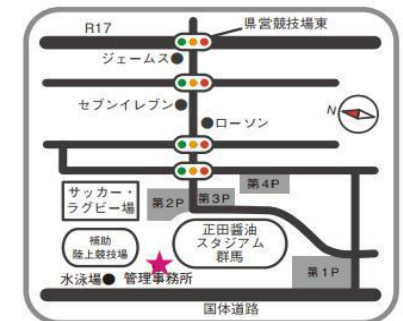 R17
県営競技場東
ジェームス
セブンイレブン
N
ローソン
サッカー・
ラグビー場
第2P
第3P
第4P
補助
陸上競技場
正田醤油
スタジアム
群馬
第1P
水泳場
管理事務所
国体道路